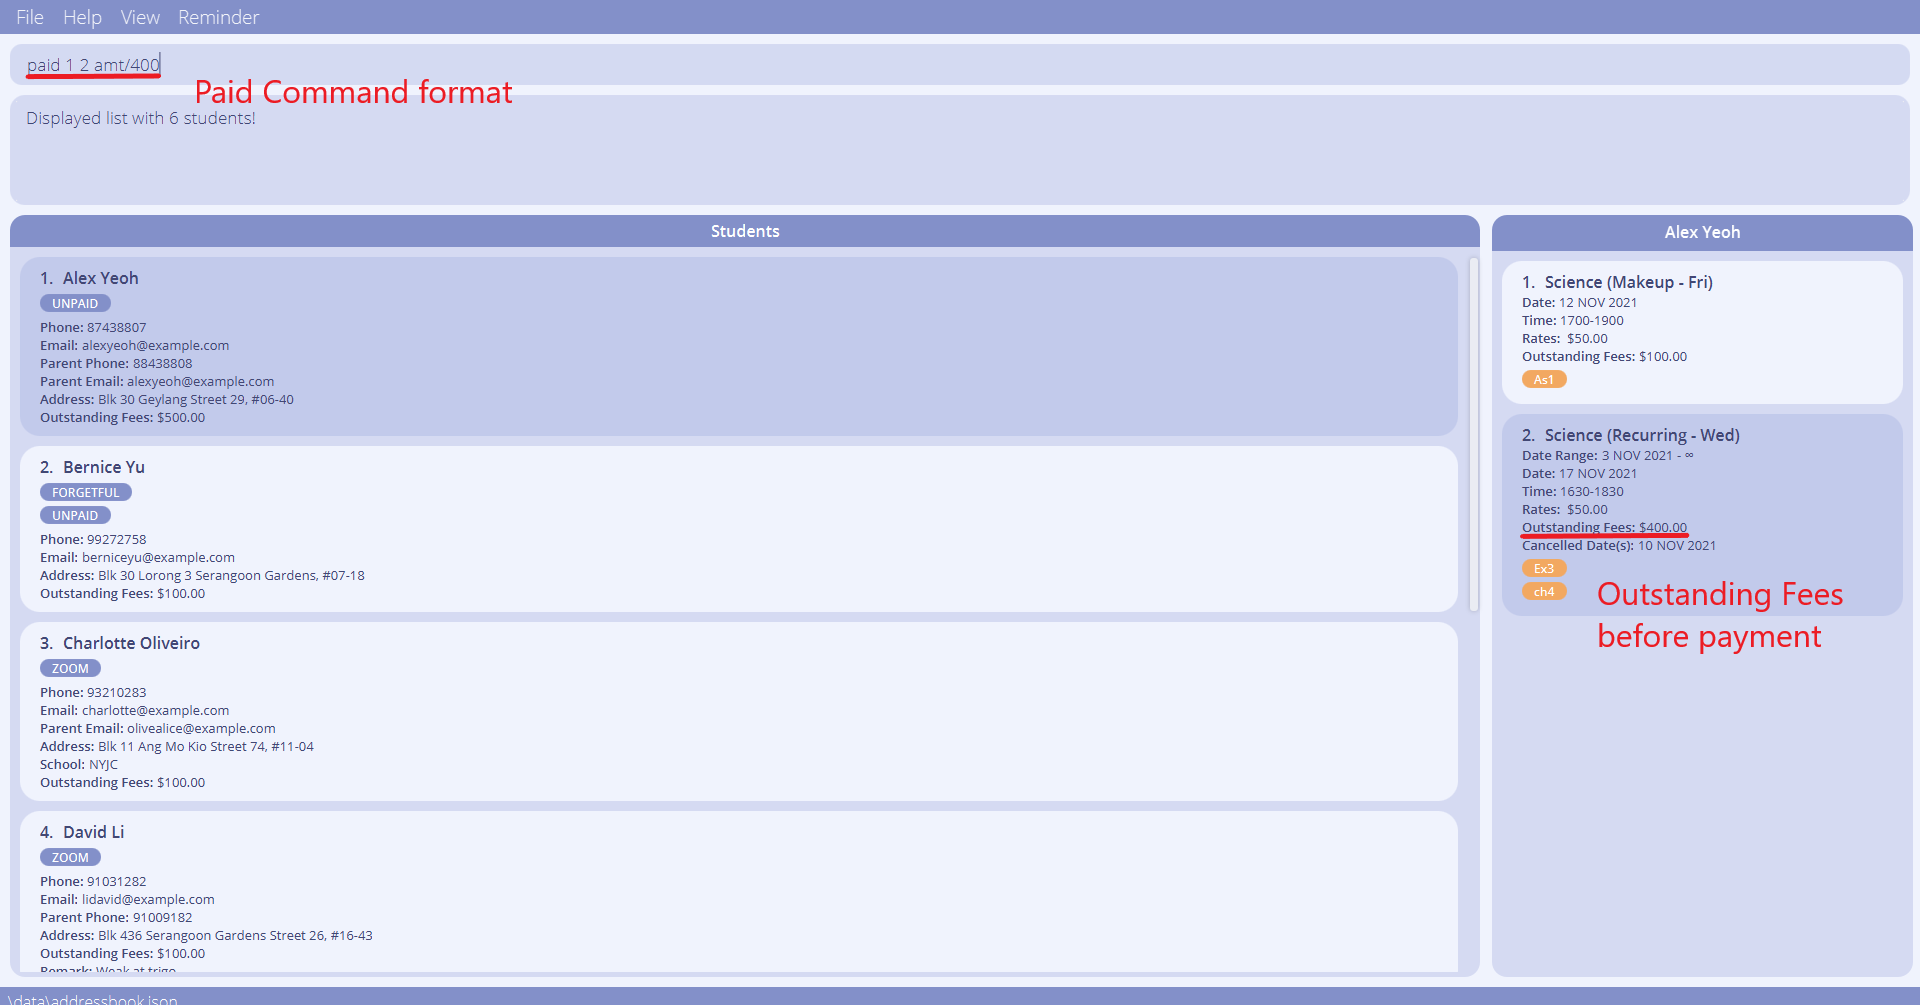 File Help View Reminder
paid 1 2 amt/400
Paid Command format
Displayed list with 6 students!
Students
1. Alex Yeoh
UNPAID
Phone: 87438807
Email: alexyeoh@example.com
Parent Phone: 88438808
Parent Email: alexyeoh@example.com
Address: Blk 30 Geylang Street 29, #06-40
Outstanding Fees: $500.00
2. Bernice Yu
FORGETFUL
UNPAID
Phone: 99272758
Email: berniceyu@example.com
Address: Blk 30 Lorong 3 Serangoon Gardens, #07-18
Outstanding Fees: $100.00
3. Charlotte Oliveiro
ZOOM
Phone: 93210283
Email: charlotte@example.com
Parent Email: olivealice@example.com
Address: Blk 11 Ang Mo Kio Street 74, #11-04
School: NYJC
Outstanding Fees: $100.00
4. David Li
ZOOM
Phone: 91031282
Email: lidavid@example.com
Parent Phone: 91009182
Address: Blk 436 Serangoon Gardens Street 26, #16-43
Outstanding Fees: $100.00
Remark: Weak at trigo
Alex Yeoh
1. Science (Makeup - Fri)
Date: 12 NOV 2021
Time: 1700-1900
Rates: $50.00
Outstanding Fees: $100.00
As1
2. Science (Recurring - Wed)
Date Range: 3 NOV 2021 - ∞
Date: 17 NOV 2021
Time: 1630-1830
Rates: $50.00
Outstanding Fees: $400.00
Cancelled Date(s): 10 NOV 2021
Ex3
ch4
Outstanding Fees
before payment
\data\addressbook.json